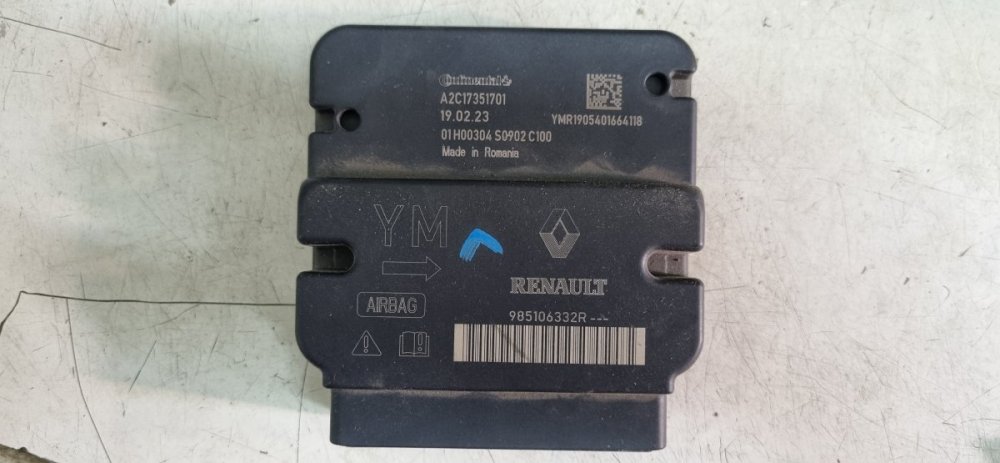 Continental
A2C17351701
19.02.23
01H00304 S0902 C100
Made in Romania
YMR1905401664118
YM
RENAULT
AIRBAG
985106332R ---